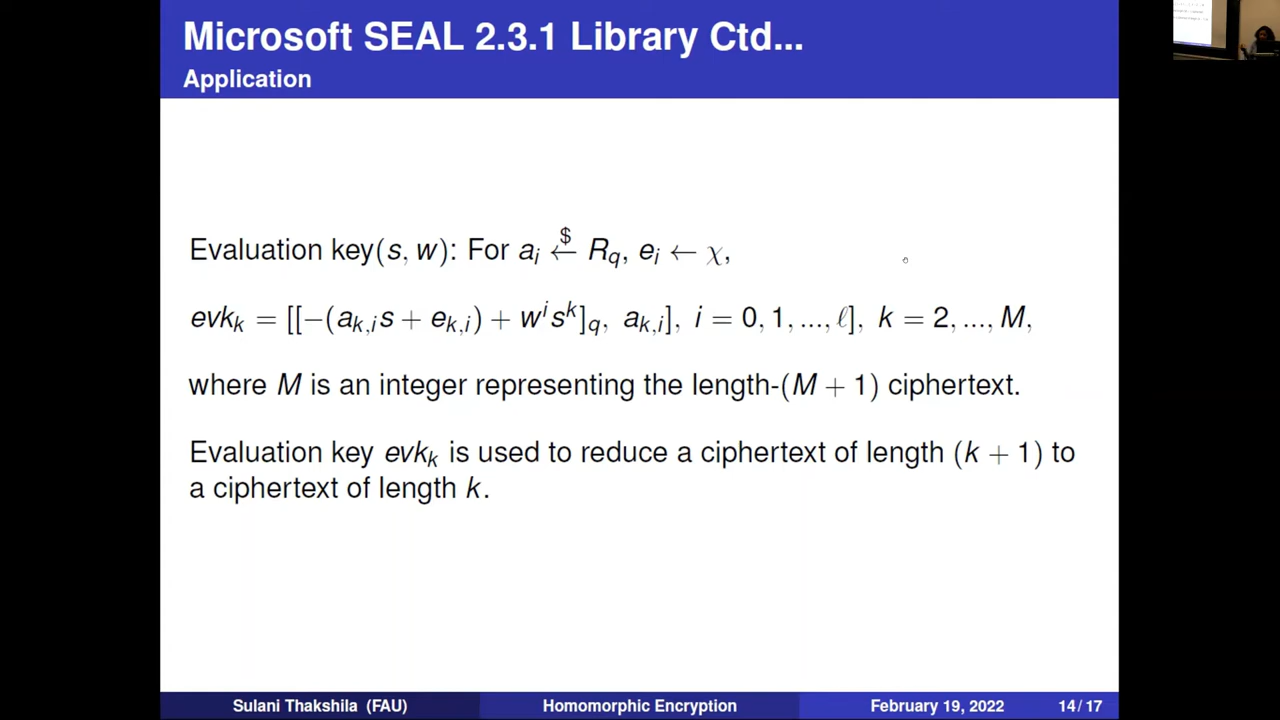 Microsoft SEAL 2.3.1 Library Ctd...
Application
Evaluation key(s, w): For aᵢ ←$ R_q, eᵢ ← χ,
evkₖ = [[−(a_{k,i}s + e_{k,i}) + wⁱsᵏ]_q, a_{k,i}], i = 0, 1, ..., ℓ], k = 2, ..., M,
where M is an integer representing the length-(M + 1) ciphertext.
Evaluation key evkₖ is used to reduce a ciphertext of length (k + 1) to
a ciphertext of length k.
Sulani Thakshila (FAU) Homomorphic Encryption February 19, 2022 14/17